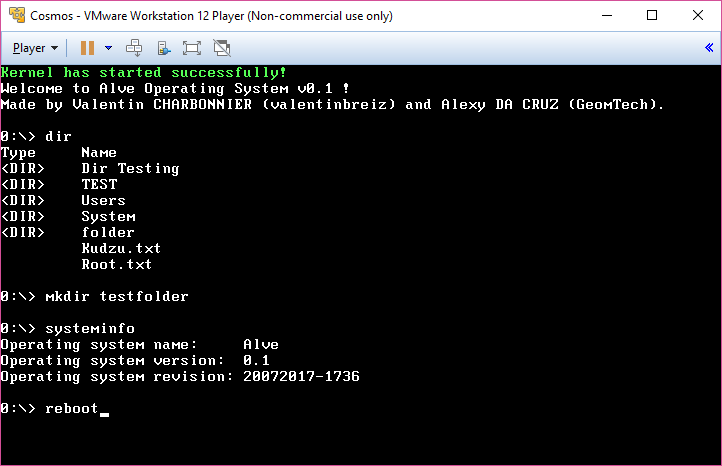 Cosmos - VMware Workstation 12 Player (Non-commercial use only)
Player
Kernel has started successfully!
Welcome to Alve Operating System v0.1 !
Made by Valentin CHARBONNIER (valentinbreiz) and Alexy DA CRUZ (GeomTech).
0:\> dir
Type Name
<DIR> Dir Testing
<DIR> TEST
<DIR> Users
<DIR> System
<DIR> folder
Kudzu.txt
Root.txt
0:\> mkdir testfolder
0:\> systeminfo
Operating system name: Alve
Operating system version: 0.1
Operating system revision: 20072017-1736
0:\> reboot_